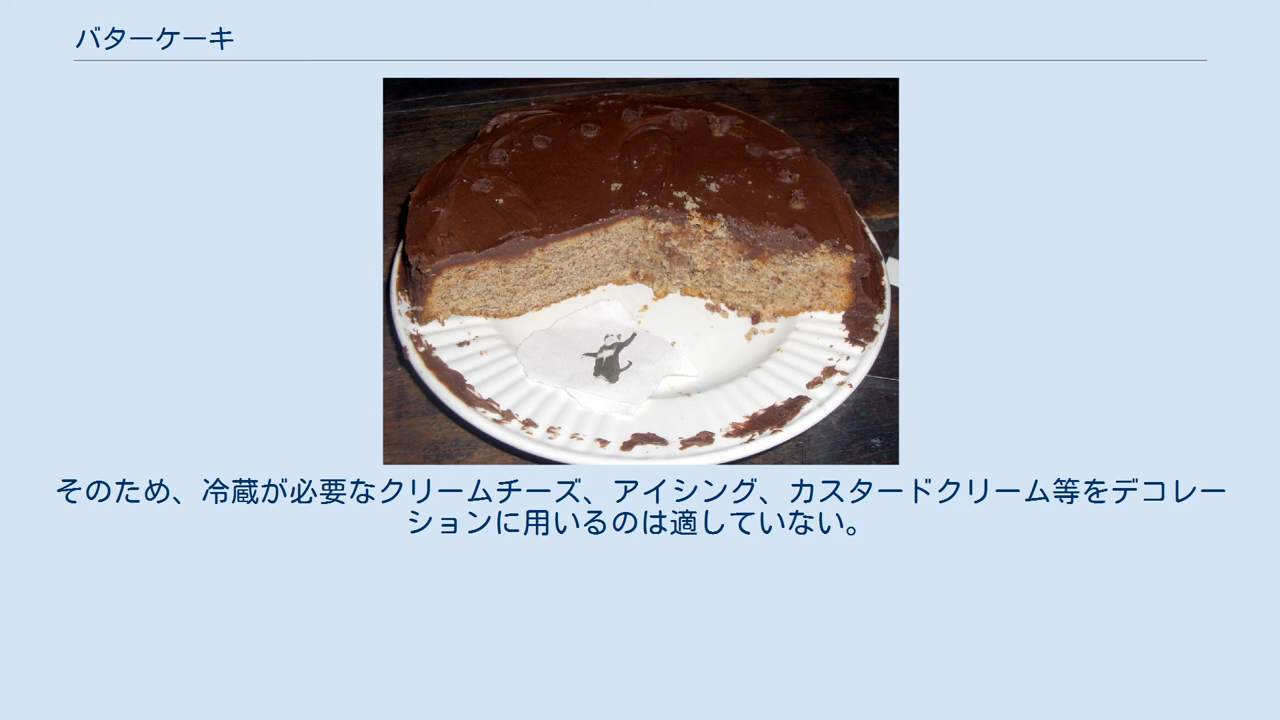 バターケーキ
そのため、冷蔵が必要なクリームチーズ、アイシング、カスタードクリーム等をデコレー
ションに用いるのは適していない。